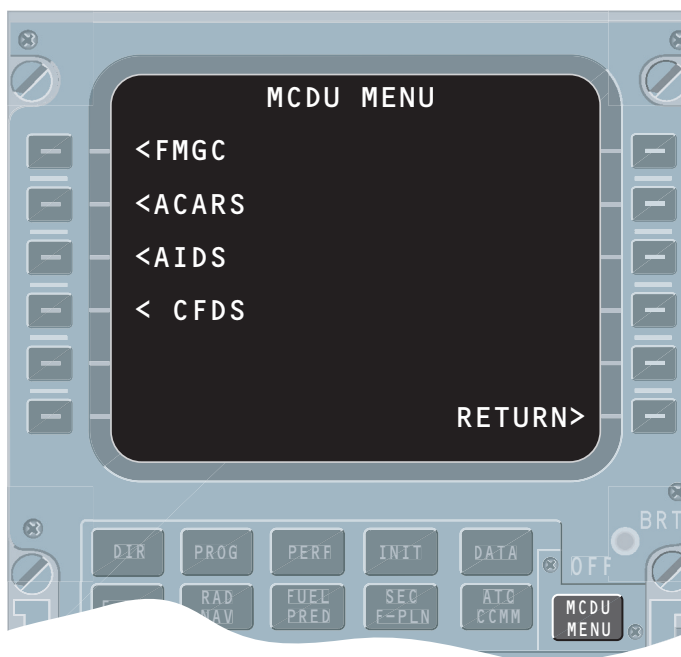 MCDU MENU
<FMGC
<ACARS
<AIDS
< CFDS
RETURN>
BRT
DIR PROG PERF INIT DATA
OFF
RAD NAV
FUEL PRED
SEC F-PLN
ATC CCMM
MCDU MENU